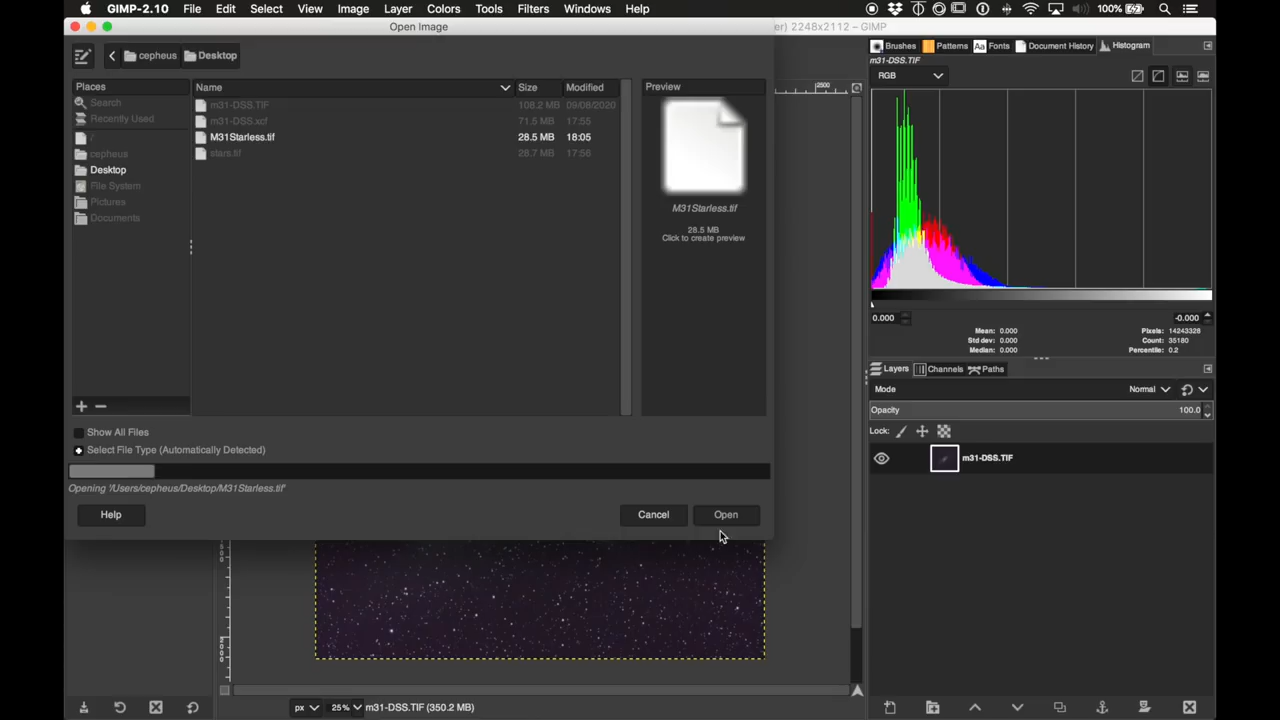 GIMP-2.10 File Edit Select View Image Layer Colors Tools Filters Windows Help 100%
Open Image
er) 2248x2112 – GIMP
cepheus Desktop
Places
Search
Recently Used
/
cepheus
Desktop
File System
Pictures
Documents
Name Size Modified
m31-DSS.TIF 108.2 MB 09/08/2020
m31-DSS.xcf 71.5 MB 17:55
M31Starless.tif 28.5 MB 18:05
stars.tif 28.7 MB 17:56
Preview
M31Starless.tif
28.5 MB
Click to create preview
Show All Files
Select File Type (Automatically Detected)
Opening '/Users/cepheus/Desktop/M31Starless.tif'
Help Cancel Open
2500
2000
px 25% m31-DSS.TIF (350.2 MB)
Brushes Patterns Aa Fonts Document History Histogram
m31-DSS.TIF
RGB
0.000 -0.000
Mean: 0.000 Pixels: 14243328
Std dev: 0.000 Count: 35180
Median: 0.000 Percentile: 0.2
Layers Channels Paths
Mode Normal
Opacity 100.0
Lock:
m31-DSS.TIF